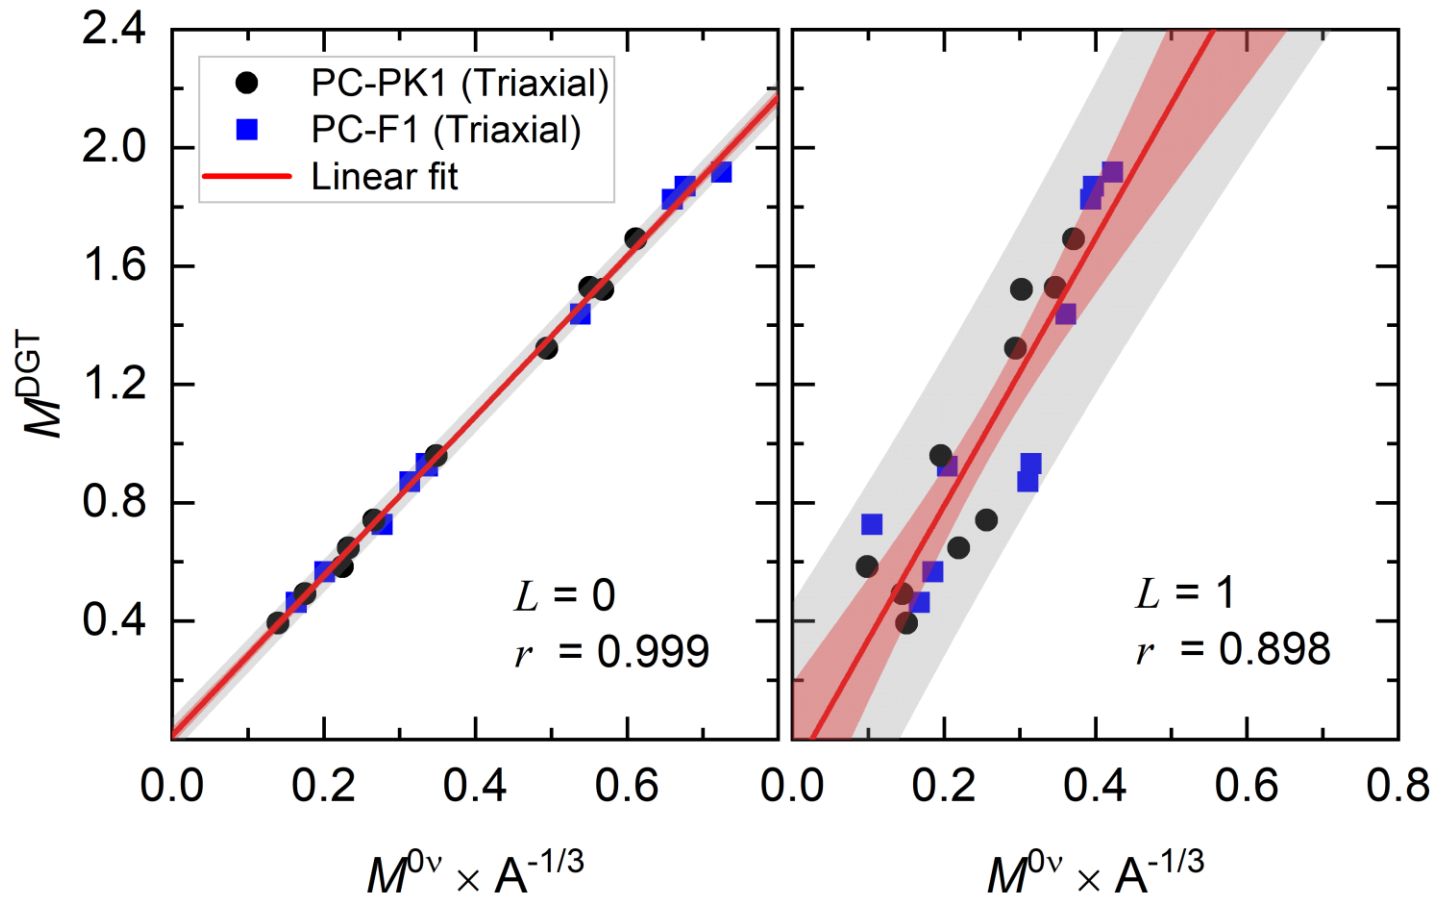 2.4
2.0
1.6
1.2
0.8
0.4
M^DGT
PC-PK1 (Triaxial)
PC-F1 (Triaxial)
Linear fit
L = 0
r = 0.999
L = 1
r = 0.898
0.0 0.2 0.4 0.6
0.0 0.2 0.4 0.6 0.8
M^0ν × A^-1/3
M^0ν × A^-1/3